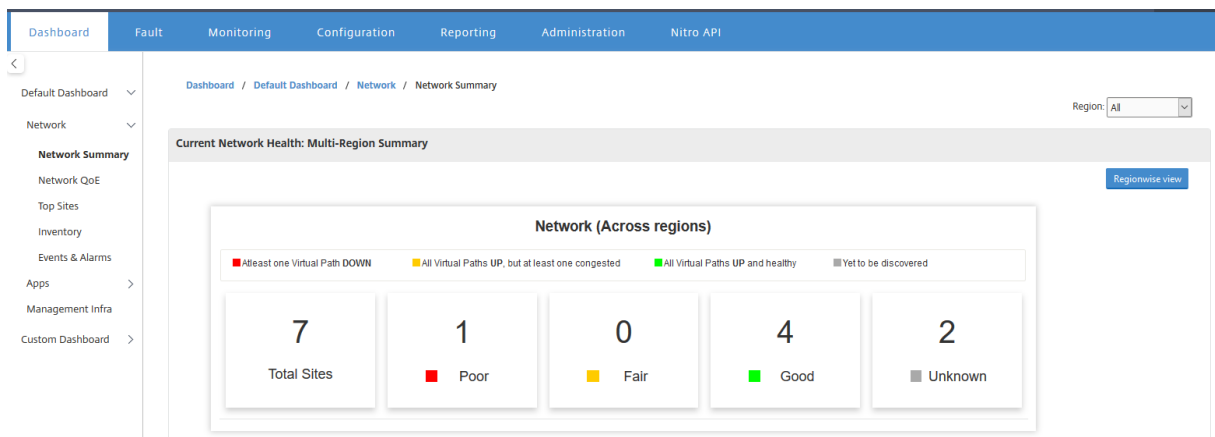 Dashboard Fault Monitoring Configuration Reporting Administration Nitro API
Default Dashboard
Network
Network Summary
Network QoE
Top Sites
Inventory
Events & Alarms
Apps
Management Infra
Custom Dashboard
Dashboard / Default Dashboard / Network / Network Summary
Region: All
Current Network Health: Multi-Region Summary
Regionwise view
Network (Across regions)
Atleast one Virtual Path DOWN All Virtual Paths UP, but at least one congested All Virtual Paths UP and healthy Yet to be discovered
7 1 0 4 2
Total Sites Poor Fair Good Unknown